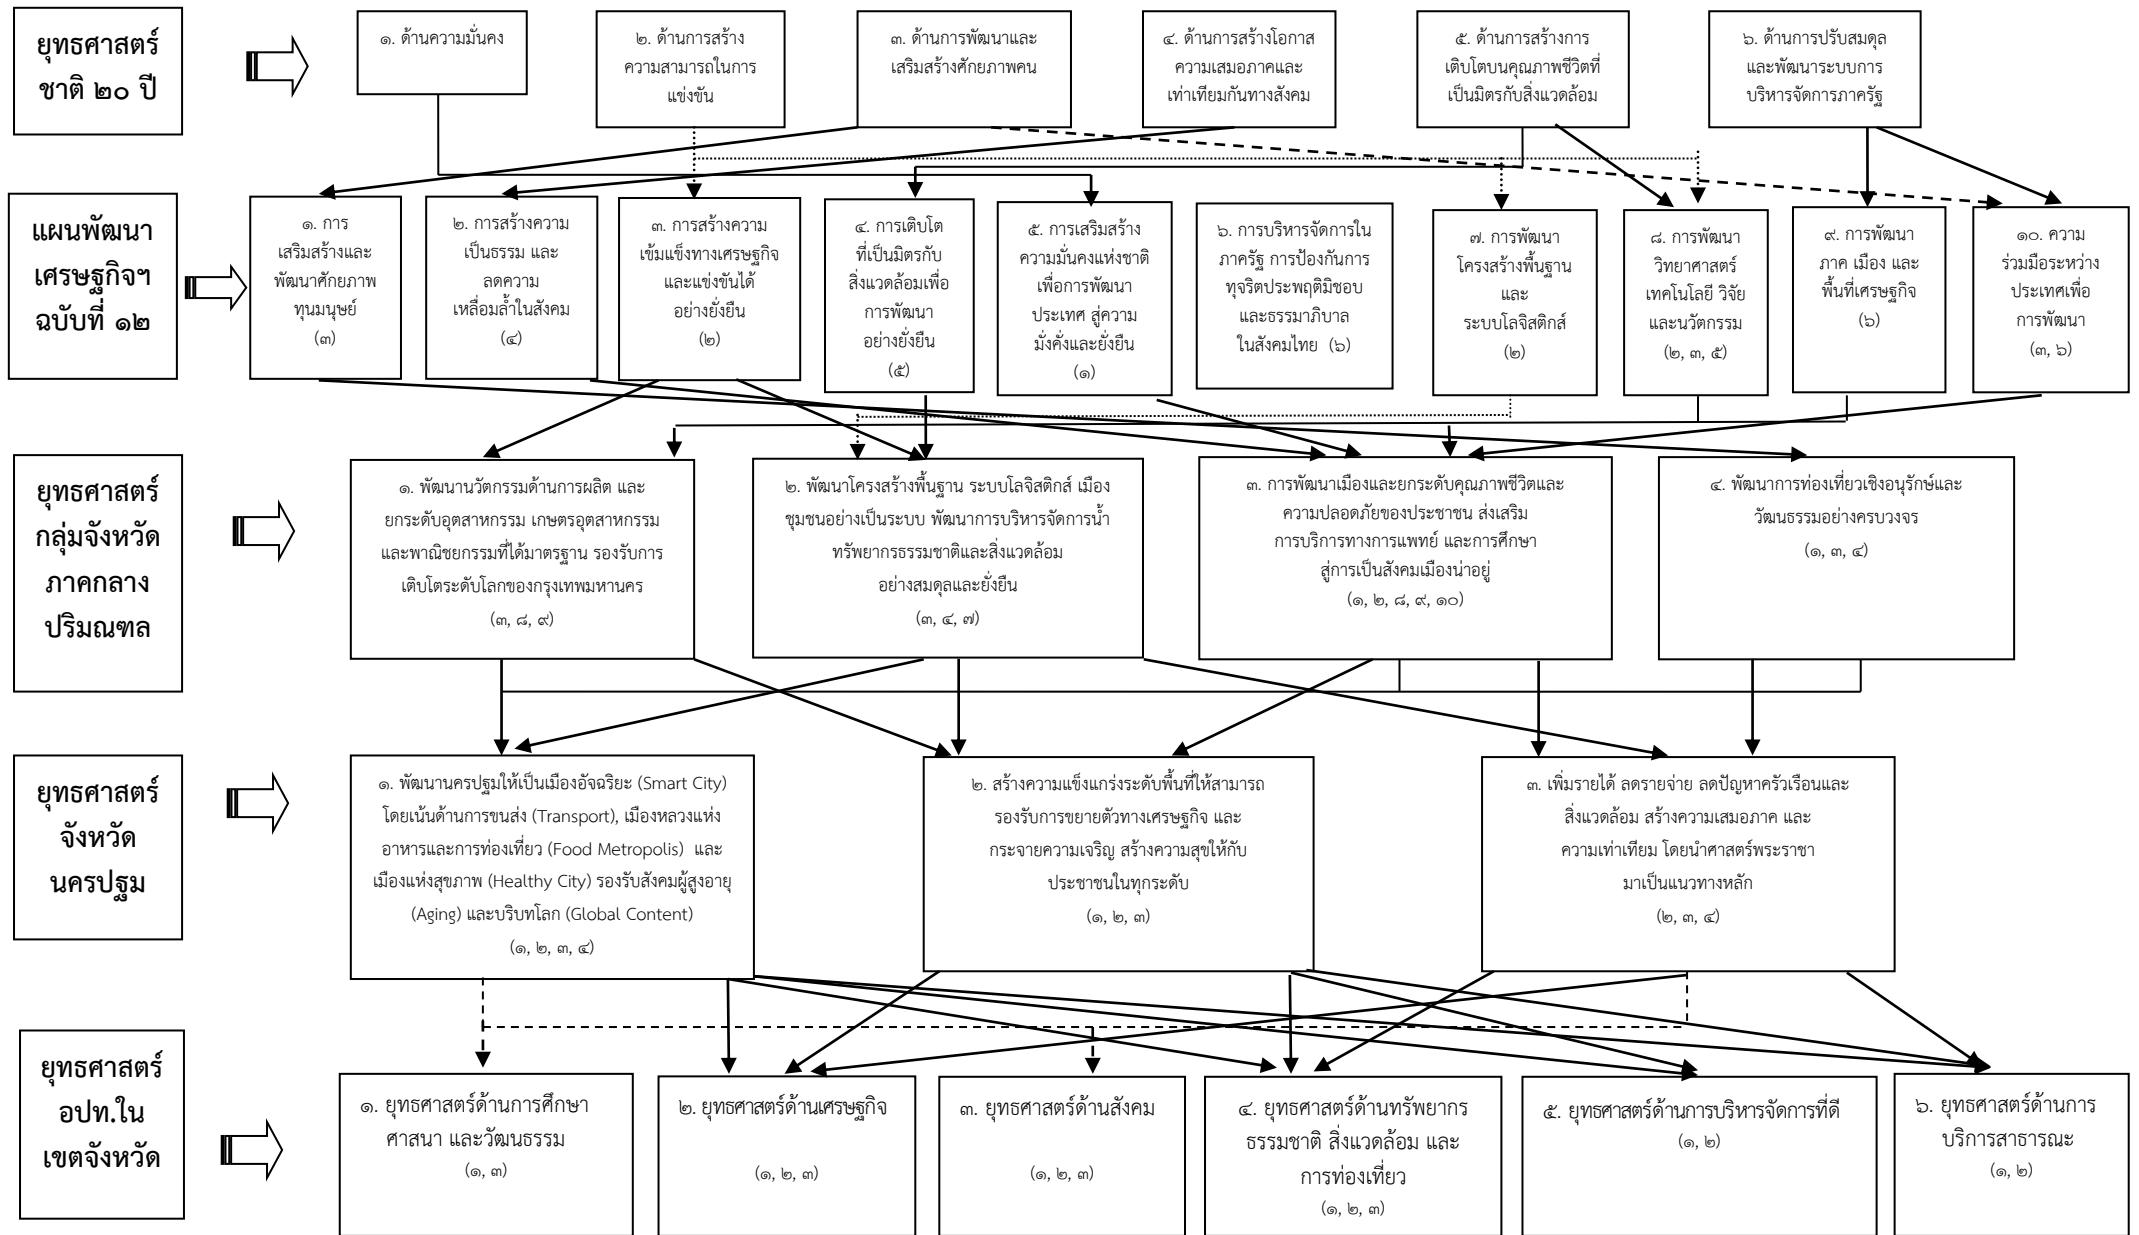 ยุทธศาสตร์
ชาติ ๒๐ ปี
๑. ด้านความมั่นคง
๒. ด้านการสร้าง
ความสามารถในการ
แข่งขัน
๓. ด้านการพัฒนาและ
เสริมสร้างศักยภาพคน
๔. ด้านการสร้างโอกาส
ความเสมอภาคและ
เท่าเทียมกันทางสังคม
๕. ด้านการสร้างการ
เติบโตบนคุณภาพชีวิตที่
เป็นมิตรกับสิ่งแวดล้อม
๖. ด้านการปรับสมดุล
และพัฒนาระบบการ
บริหารจัดการภาครัฐ
แผนพัฒนา
เศรษฐกิจฯ
ฉบับที่ ๑๒
๑. การ
เสริมสร้างและ
พัฒนาศักยภาพ
ทุนมนุษย์
(๓)
๒. การสร้างความ
เป็นธรรม และ
ลดความ
เหลื่อมล้ำในสังคม
(๔)
๓. การสร้างความ
เข้มแข็งทางเศรษฐกิจ
และแข่งขันได้
อย่างยั่งยืน
(๒)
๔. การเติบโต
ที่เป็นมิตรกับ
สิ่งแวดล้อมเพื่อ
การพัฒนา
อย่างยั่งยืน
(๕)
๕. การเสริมสร้าง
ความมั่นคงแห่งชาติ
เพื่อการพัฒนา
ประเทศ สู่ความ
มั่งคั่งและยั่งยืน
(๑)
๖. การบริหารจัดการใน
ภาครัฐ การป้องกันการ
ทุจริตประพฤติมิชอบ
และธรรมาภิบาล
ในสังคมไทย (๖)
๗. การพัฒนา
โครงสร้างพื้นฐาน
และ
ระบบโลจิสติกส์
(๒)
๘. การพัฒนา
วิทยาศาสตร์
เทคโนโลยี วิจัย
และนวัตกรรม
(๒, ๓, ๕)
๙. การพัฒนา
ภาค เมือง และ
พื้นที่เศรษฐกิจ
(๖)
๑๐. ความ
ร่วมมือระหว่าง
ประเทศเพื่อ
การพัฒนา
(๓, ๖)
ยุทธศาสตร์
กลุ่มจังหวัด
ภาคกลาง
ปริมณฑล
๑. พัฒนานวัตกรรมด้านการผลิต และ
ยกระดับอุตสาหกรรม เกษตรอุตสาหกรรม
และพาณิชยกรรมที่ได้มาตรฐาน รองรับการ
เติบโตระดับโลกของกรุงเทพมหานคร
(๓, ๘, ๙)
๒. พัฒนาโครงสร้างพื้นฐาน ระบบโลจิสติกส์ เมือง
ชุมชนอย่างเป็นระบบ พัฒนาการบริหารจัดการน้ำ
ทรัพยากรธรรมชาติและสิ่งแวดล้อม
อย่างสมดุลและยั่งยืน
(๓, ๔, ๗)
๓. การพัฒนาเมืองและยกระดับคุณภาพชีวิตและ
ความปลอดภัยของประชาชน ส่งเสริม
การบริการทางการแพทย์ และการศึกษา
สู่การเป็นสังคมเมืองน่าอยู่
(๑, ๒, ๘, ๙, ๑๐)
๔. พัฒนาการท่องเที่ยวเชิงอนุรักษ์และ
วัฒนธรรมอย่างครบวงจร
(๑, ๓, ๔)
ยุทธศาสตร์
จังหวัด
นครปฐม
๑. พัฒนานครปฐมให้เป็นเมืองอัจฉริยะ (Smart City)
โดยเน้นด้านการขนส่ง (Transport), เมืองหลวงแห่ง
อาหารและการท่องเที่ยว (Food Metropolis) และ
เมืองแห่งสุขภาพ (Healthy City) รองรับสังคมผู้สูงอายุ
(Aging) และบริบทโลก (Global Content)
(๑, ๒, ๓, ๔)
๒. สร้างความแข็งแกร่งระดับพื้นที่ให้สามารถ
รองรับการขยายตัวทางเศรษฐกิจ และ
กระจายความเจริญ สร้างความสุขให้กับ
ประชาชนในทุกระดับ
(๑, ๒, ๓)
๓. เพิ่มรายได้ ลดรายจ่าย ลดปัญหาครัวเรือนและ
สิ่งแวดล้อม สร้างความเสมอภาค และ
ความเท่าเทียม โดยนำศาสตร์พระราชา
มาเป็นแนวทางหลัก
(๒, ๓, ๔)
ยุทธศาสตร์
อปท.ใน
เขตจังหวัด
๑. ยุทธศาสตร์ด้านการศึกษา
ศาสนา และวัฒนธรรม
(๑, ๓)
๒. ยุทธศาสตร์ด้านเศรษฐกิจ
(๑, ๒, ๓)
๓. ยุทธศาสตร์ด้านสังคม
(๑, ๒, ๓)
๔. ยุทธศาสตร์ด้านทรัพยากร
ธรรมชาติ สิ่งแวดล้อม และ
การท่องเที่ยว
(๑, ๒, ๓)
๕. ยุทธศาสตร์ด้านการบริหารจัดการที่ดี
(๑, ๒)
๖. ยุทธศาสตร์ด้านการ
บริการสาธารณะ
(๑, ๒)